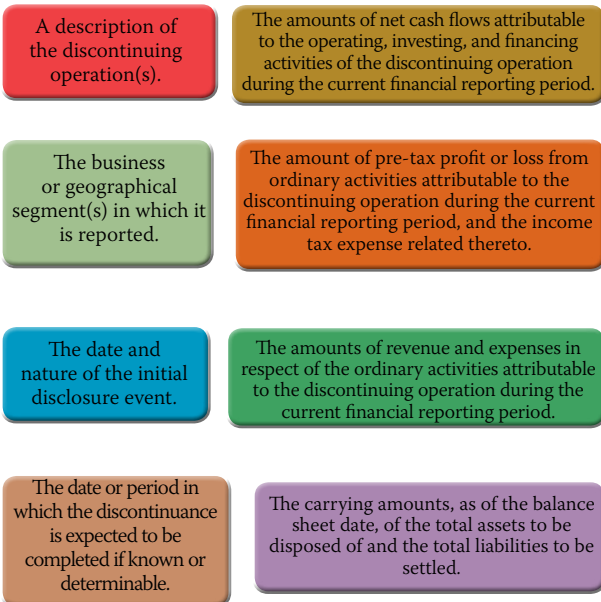 A description of
the discontinuing
operation(s).
The amounts of net cash flows attributable
to the operating, investing, and financing
activities of the discontinuing operation
during the current financial reporting period.
The business
or geographical
segment(s) in which it
is reported.
The amount of pre-tax profit or loss from
ordinary activities attributable to the
discontinuing operation during the current
financial reporting period, and the income
tax expense related thereto.
The date and
nature of the initial
disclosure event.
The amounts of revenue and expenses in
respect of the ordinary activities attributable
to the discontinuing operation during the
current financial reporting period.
The date or period in
which the discontinuance
is expected to be
completed if known or
determinable.
The carrying amounts, as of the balance
sheet date, of the total assets to be
disposed of and the total liabilities to be
settled.